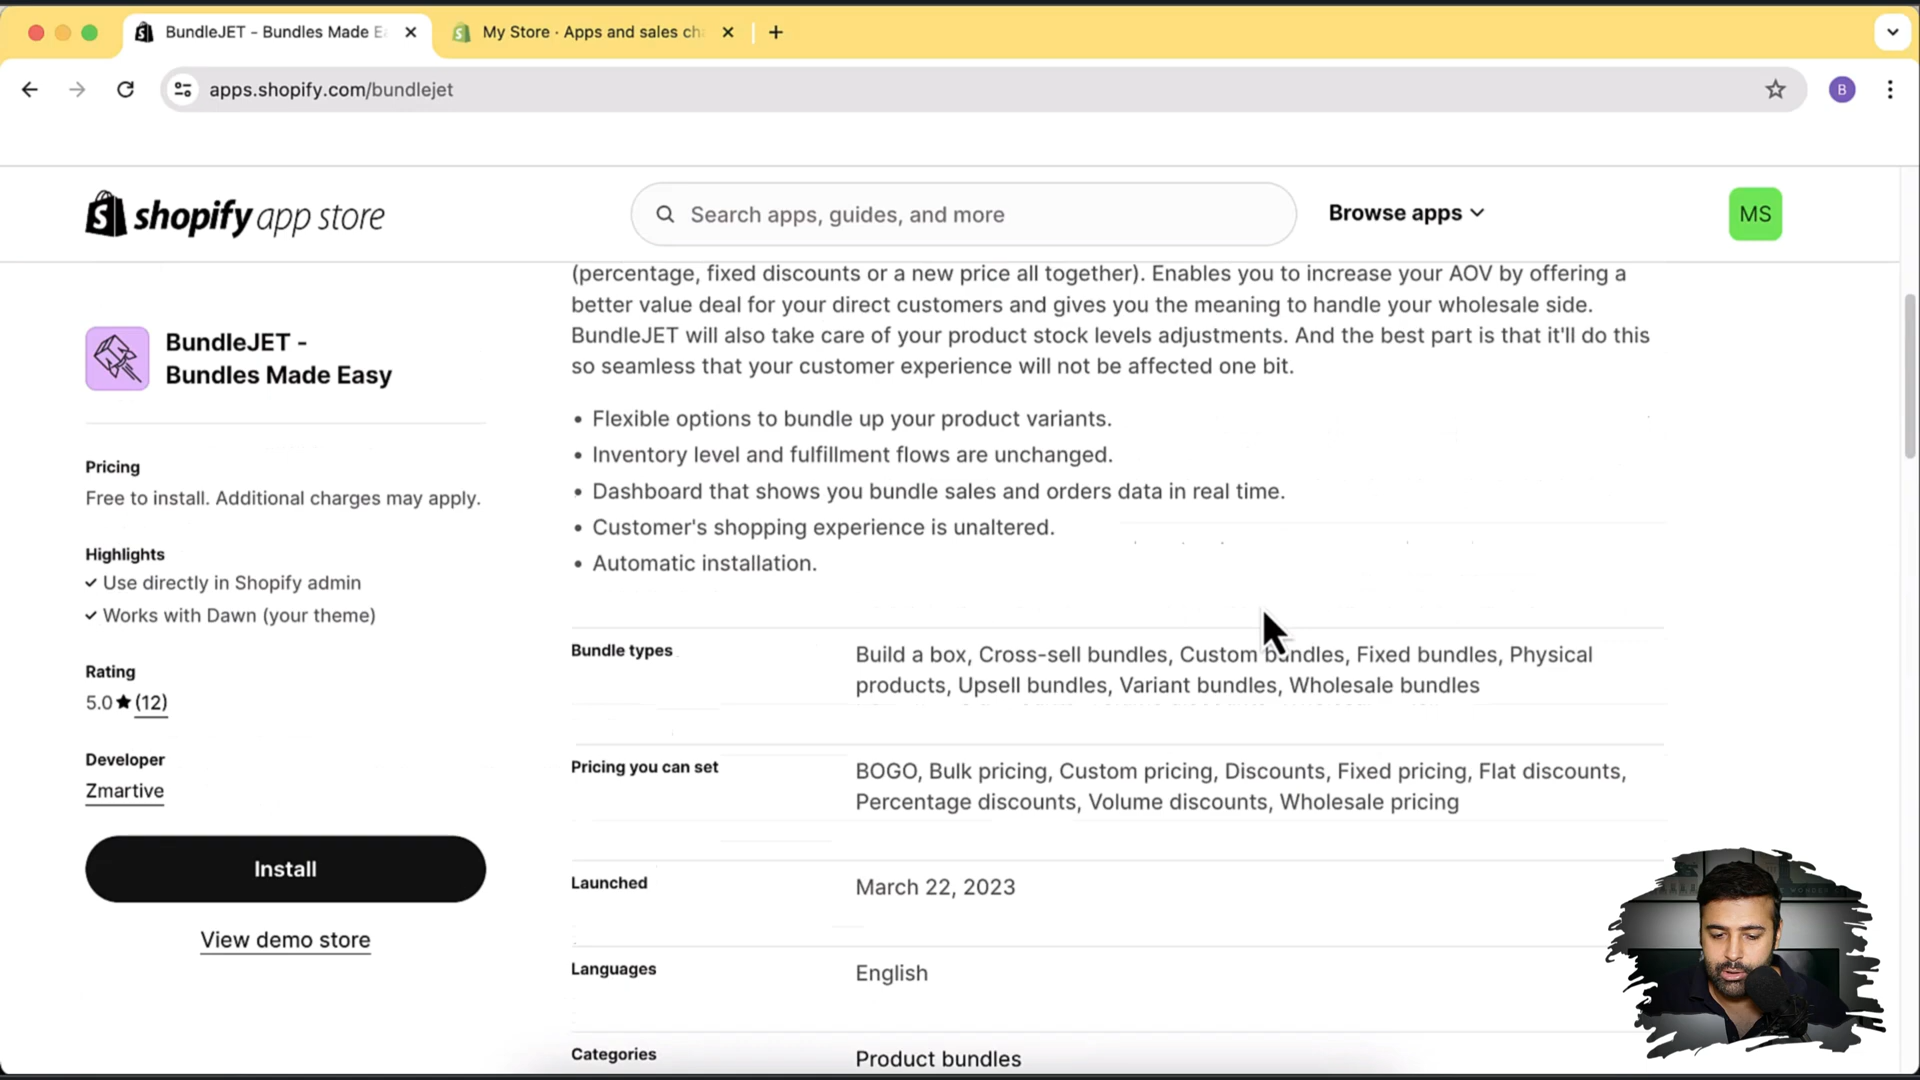 BundleJET - Bundles Made Ea
My Store · Apps and sales ch
apps.shopify.com/bundlejet
B
shopify app store
Search apps, guides, and more
Browse apps
MS
BundleJET -
Bundles Made Easy
Pricing
Free to install. Additional charges may apply.
Highlights
Use directly in Shopify admin
Works with Dawn (your theme)
Rating
5.0★ (12)
Developer
Zmartive
Install
View demo store
(percentage, fixed discounts or a new price all together). Enables you to increase your AOV by offering a
better value deal for your direct customers and gives you the meaning to handle your wholesale side.
BundleJET will also take care of your product stock levels adjustments. And the best part is that it'll do this
so seamless that your customer experience will not be affected one bit.
• Flexible options to bundle up your product variants.
• Inventory level and fulfillment flows are unchanged.
• Dashboard that shows you bundle sales and orders data in real time.
• Customer's shopping experience is unaltered.
• Automatic installation.
Bundle types
Build a box, Cross-sell bundles, Custom bundles, Fixed bundles, Physical
products, Upsell bundles, Variant bundles, Wholesale bundles
Pricing you can set
BOGO, Bulk pricing, Custom pricing, Discounts, Fixed pricing, Flat discounts,
Percentage discounts, Volume discounts, Wholesale pricing
Launched
March 22, 2023
Languages
English
Categories
Product bundles